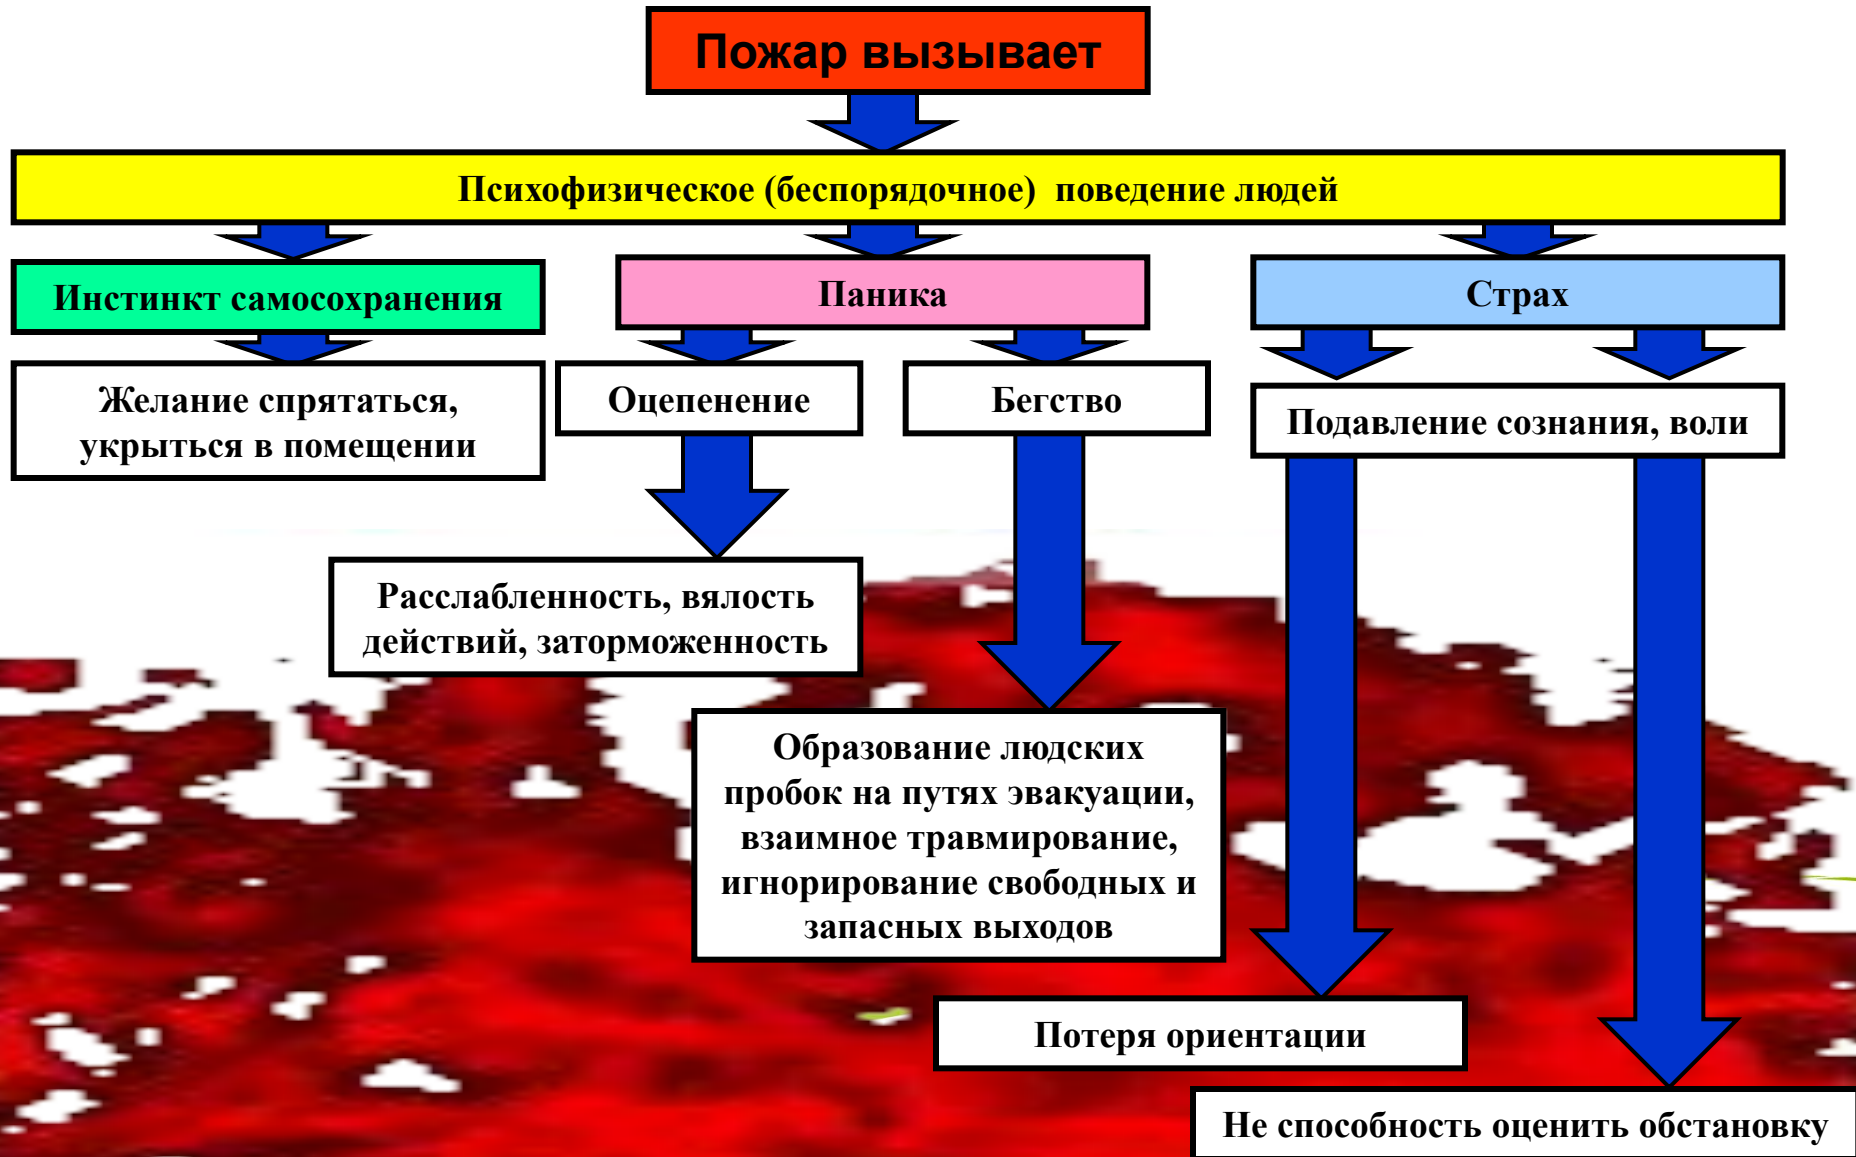 Пожар вызывает
Психофизическое (беспорядочное) поведение людей
Инстинкт самосохранения
Паника
Страх
Желание спрятаться,
укрыться в помещении
Оцепенение
Бегство
Подавление сознания, воли
Расслабленность, вялость
действий, заторможенность
Образование людских
пробок на путях эвакуации,
взаимное травмирование,
игнорирование свободных и
запасных выходов
Потеря ориентации
Не способность оценить обстановку